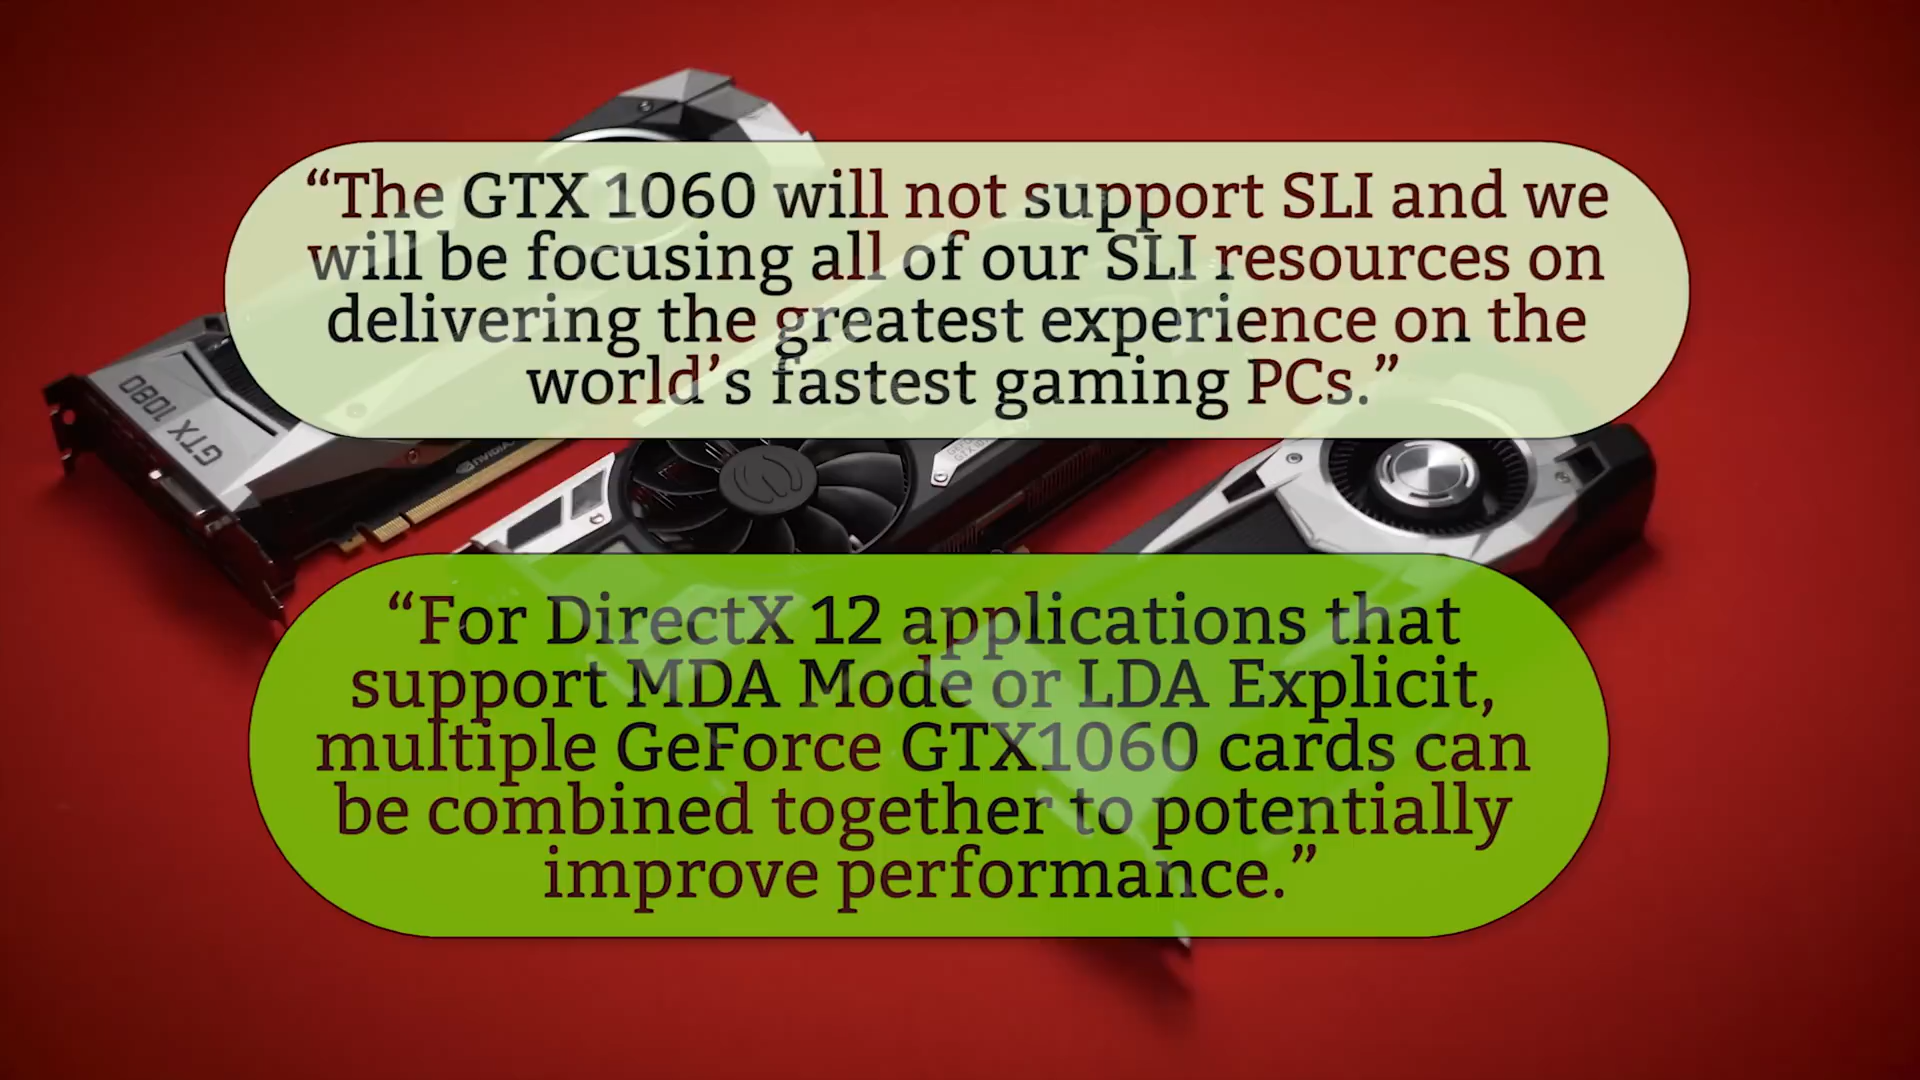 “The GTX 1060 will not support SLI and we
will be focusing all of our SLI resources on
delivering the greatest experience on the
world’s fastest gaming PCs.”
GTX 1080
NVIDIA
“For DirectX 12 applications that
support MDA Mode or LDA Explicit,
multiple GeForce GTX1060 cards can
be combined together to potentially
improve performance.”